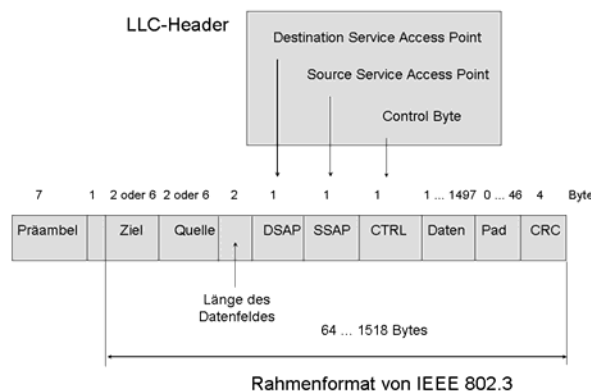 LLC-Header
Destination Service Access Point
Source Service Access Point
Control Byte
7 1 2 oder 6 2 oder 6 2 1 1 1 1 ... 1497 0 ... 46 4 Byte
Präambel Ziel Quelle DSAP SSAP CTRL Daten Pad CRC
Länge des
Datenfeldes
64 ... 1518 Bytes
Rahmenformat von IEEE 802.3